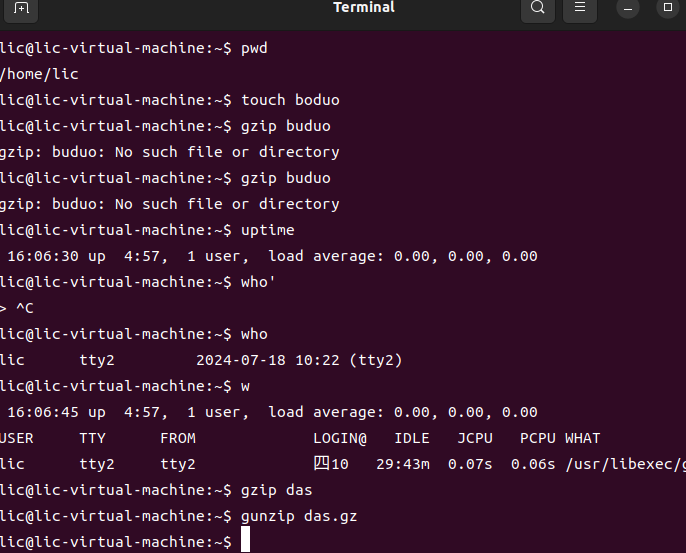 Terminal
lic@lic-virtual-machine:~$ pwd
/home/lic
lic@lic-virtual-machine:~$ touch boduo
lic@lic-virtual-machine:~$ gzip buduo
gzip: buduo: No such file or directory
lic@lic-virtual-machine:~$ gzip buduo
gzip: buduo: No such file or directory
lic@lic-virtual-machine:~$ uptime
 16:06:30 up  4:57,  1 user,  load average: 0.00, 0.00, 0.00
lic@lic-virtual-machine:~$ who'
> ^C
lic@lic-virtual-machine:~$ who
lic      tty2         2024-07-18 10:22 (tty2)
lic@lic-virtual-machine:~$ w
 16:06:45 up  4:57,  1 user,  load average: 0.00, 0.00, 0.00
USER     TTY      FROM             LOGIN@   IDLE   JCPU   PCPU WHAT
lic      tty2     tty2             四10   29:43m  0.07s  0.06s /usr/libexec/g
lic@lic-virtual-machine:~$ gzip das
lic@lic-virtual-machine:~$ gunzip das.gz
lic@lic-virtual-machine:~$